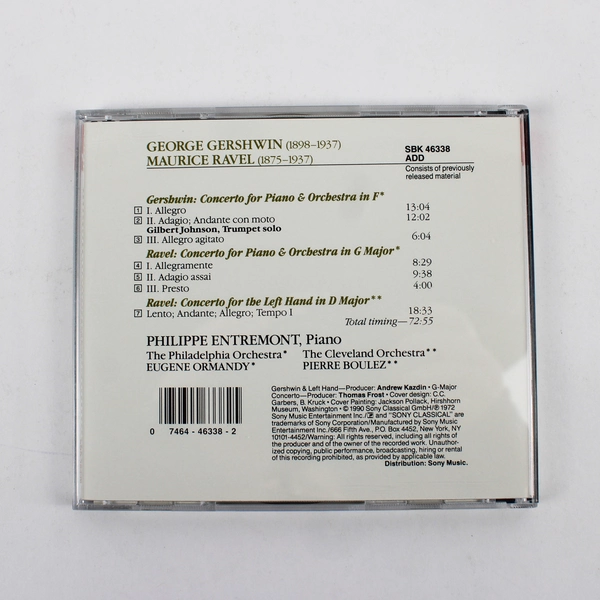 GEORGE GERSHWIN (1898–1937)
MAURICE RAVEL (1875–1937)
SBK 46338
ADD
Consists of previously
released material
Gershwin: Concerto for Piano & Orchestra in F*
1 I. Allegro 13:04
2 II. Adagio; Andante con moto 12:02
Gilbert Johnson, Trumpet solo
3 III. Allegro agitato 6:04
Ravel: Concerto for Piano & Orchestra in G Major*
4 I. Allegramente 8:29
5 II. Adagio assai 9:38
6 III. Presto 4:00
Ravel: Concerto for the Left Hand in D Major**
7 Lento; Andante; Allegro; Tempo I 18:33
Total timing—72:55
PHILIPPE ENTREMONT, Piano
The Philadelphia Orchestra* The Cleveland Orchestra**
EUGENE ORMANDY* PIERRE BOULEZ**
0 7464-46338-2
Gershwin & Left Hand—Producer: Andrew Kazdin • G-Major
Concerto—Producer: Thomas Frost • Cover design: C.C.
Garbers, B. Kruck • Cover Painting: Jackson Pollack, Hirshhorn
Museum, Washington • © 1990 Sony Classical GmbH/℗ 1972
Sony Music Entertainment Inc./ and "SONY CLASSICAL" are
trademarks of Sony Corporation/Manufactured by Sony Music
Entertainment Inc./666 Fifth Ave., P.O. Box 4452, New York, NY
10101-4452/Warning: All rights reserved, including all rights of
the producer and of the owner of the recorded work. Unauthor-
ized copying, public performance, broadcasting, hiring or rental
of this recording prohibited, as provided by applicable law.
Distribution: Sony Music.